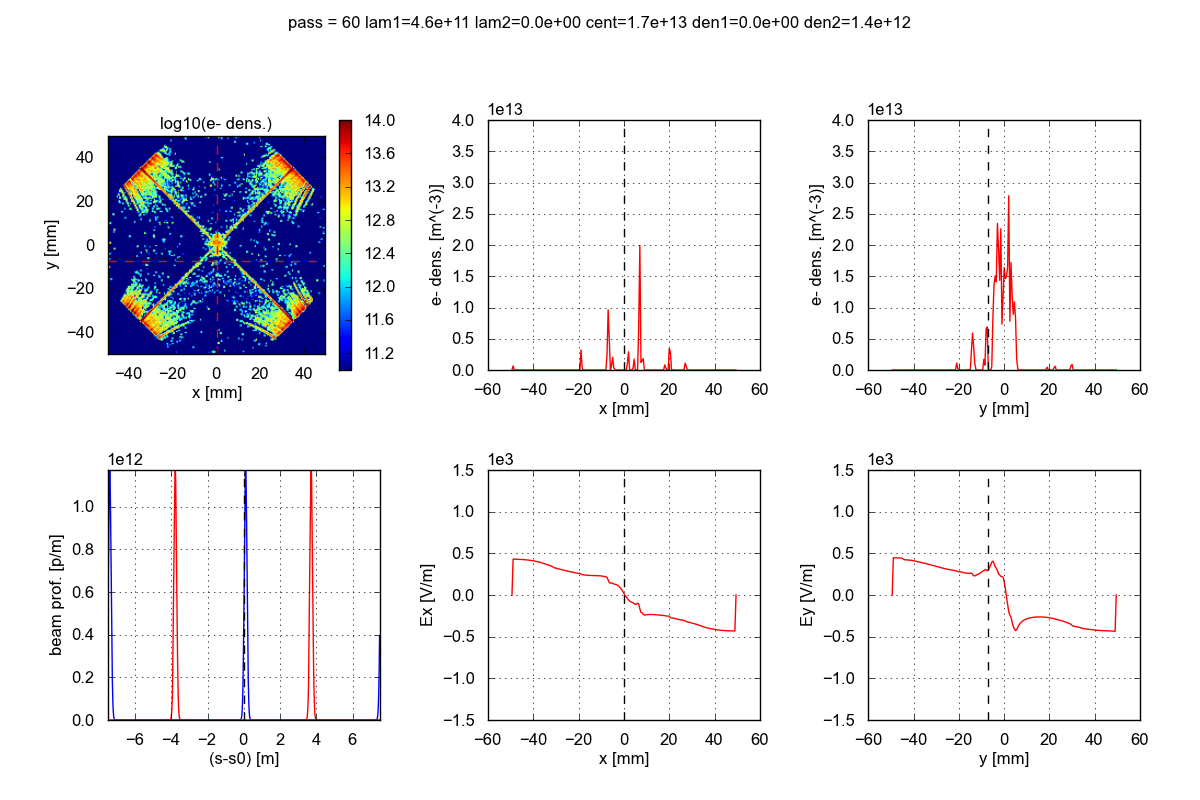 pass = 60 lam1=4.6e+11 lam2=0.0e+00 cent=1.7e+13 den1=0.0e+00 den2=1.4e+12
log10(e- dens.)
40
20
0
−20
−40
y [mm]
−40 −20 0 20 40
x [mm]
14.0
13.6
13.2
12.8
12.4
12.0
11.6
11.2
1e13
4.0
3.5
3.0
2.5
2.0
1.5
1.0
0.5
0.0
e- dens. [m^(-3)]
−60 −40 −20 0 20 40 60
x [mm]
1e13
4.0
3.5
3.0
2.5
2.0
1.5
1.0
0.5
0.0
e- dens. [m^(-3)]
−60 −40 −20 0 20 40 60
y [mm]
1e12
1.0
0.8
0.6
0.4
0.2
0.0
beam prof. [p/m]
−6 −4 −2 0 2 4 6
(s-s0) [m]
1e3
1.5
1.0
0.5
0.0
−0.5
−1.0
−1.5
Ex [V/m]
−60 −40 −20 0 20 40 60
x [mm]
1e3
1.5
1.0
0.5
0.0
−0.5
−1.0
−1.5
Ey [V/m]
−60 −40 −20 0 20 40 60
y [mm]